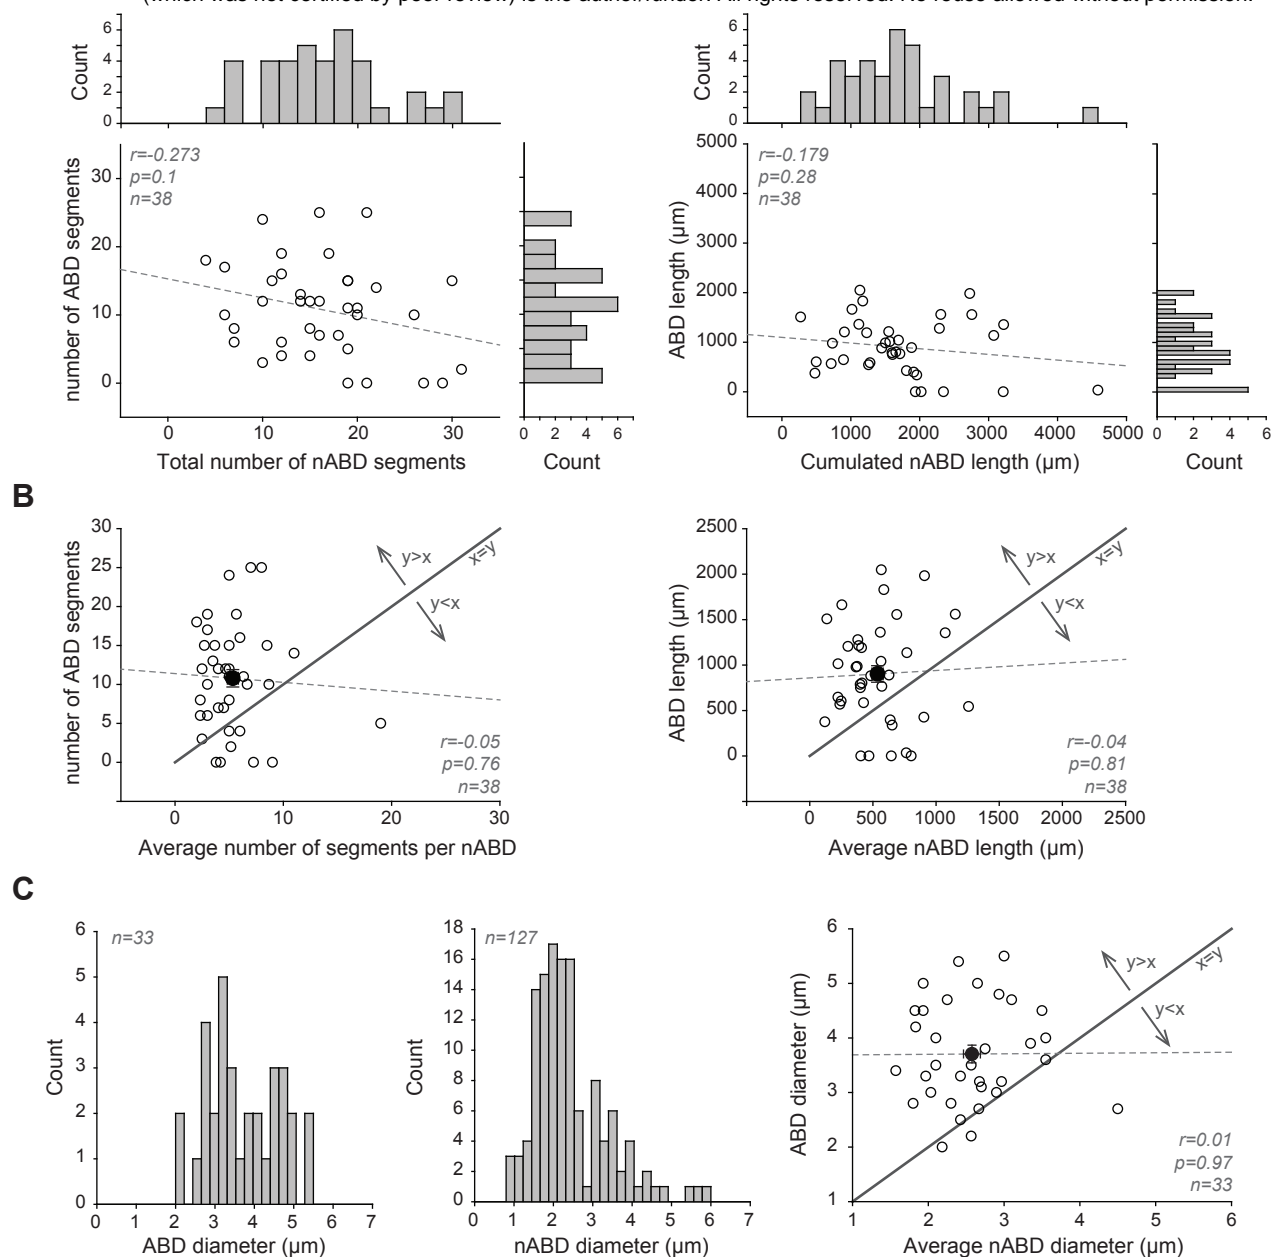 (which was not certified by peer review) is the author/funder. All rights reserved. No reuse allowed without permission.
Count
6
4
2
0
Count
6
4
2
0
number of ABD segments
30
20
10
0
r=-0.273
p=0.1
n=38
0 10 20 30
Total number of nABD segments
0 2 4 6
Count
ABD length (µm)
5000
4000
3000
2000
1000
0
r=-0.179
p=0.28
n=38
0 1000 2000 3000 4000 5000
Cumulated nABD length (µm)
0 2 4 6
Count
B
number of ABD segments
30
25
20
15
10
5
0
y>x
x=y
y<x
r=-0.05
p=0.76
n=38
0 10 20 30
Average number of segments per nABD
ABD length (µm)
2500
2000
1500
1000
500
0
y>x
x=y
y<x
r=-0.04
p=0.81
n=38
0 500 1000 1500 2000 2500
Average nABD length (µm)
C
Count
6
5
4
3
2
1
0
n=33
0 1 2 3 4 5 6 7
ABD diameter (µm)
Count
18
16
14
12
10
8
6
4
2
0
n=127
0 1 2 3 4 5 6 7
nABD diameter (µm)
ABD diameter (µm)
6
5
4
3
2
1
y>x
x=y
y<x
r=0.01
p=0.97
n=33
1 2 3 4 5 6
Average nABD diameter (µm)